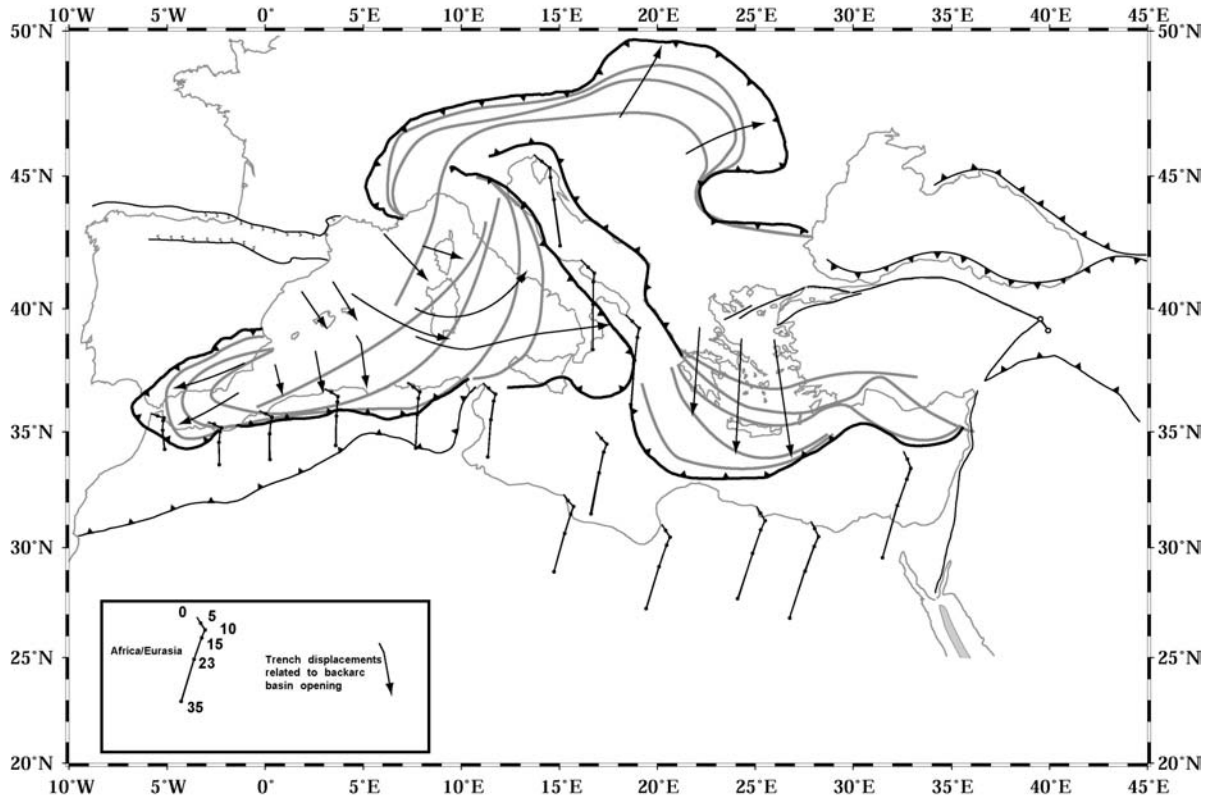 10˚W 5˚W 0˚ 5˚E 10˚E 15˚E 20˚E 25˚E 30˚E 35˚E 40˚E 45˚E
50˚N 50˚N
45˚N 45˚N
40˚N 40˚N
35˚N 35˚N
30˚N 30˚N
0 5
10
Africa/Eurasia 15
23
35
Trench displacements
related to backarc
basin opening
25˚N 25˚N
20˚N 20˚N
10˚W 5˚W 0˚ 5˚E 10˚E 15˚E 20˚E 25˚E 30˚E 35˚E 40˚E 45˚E